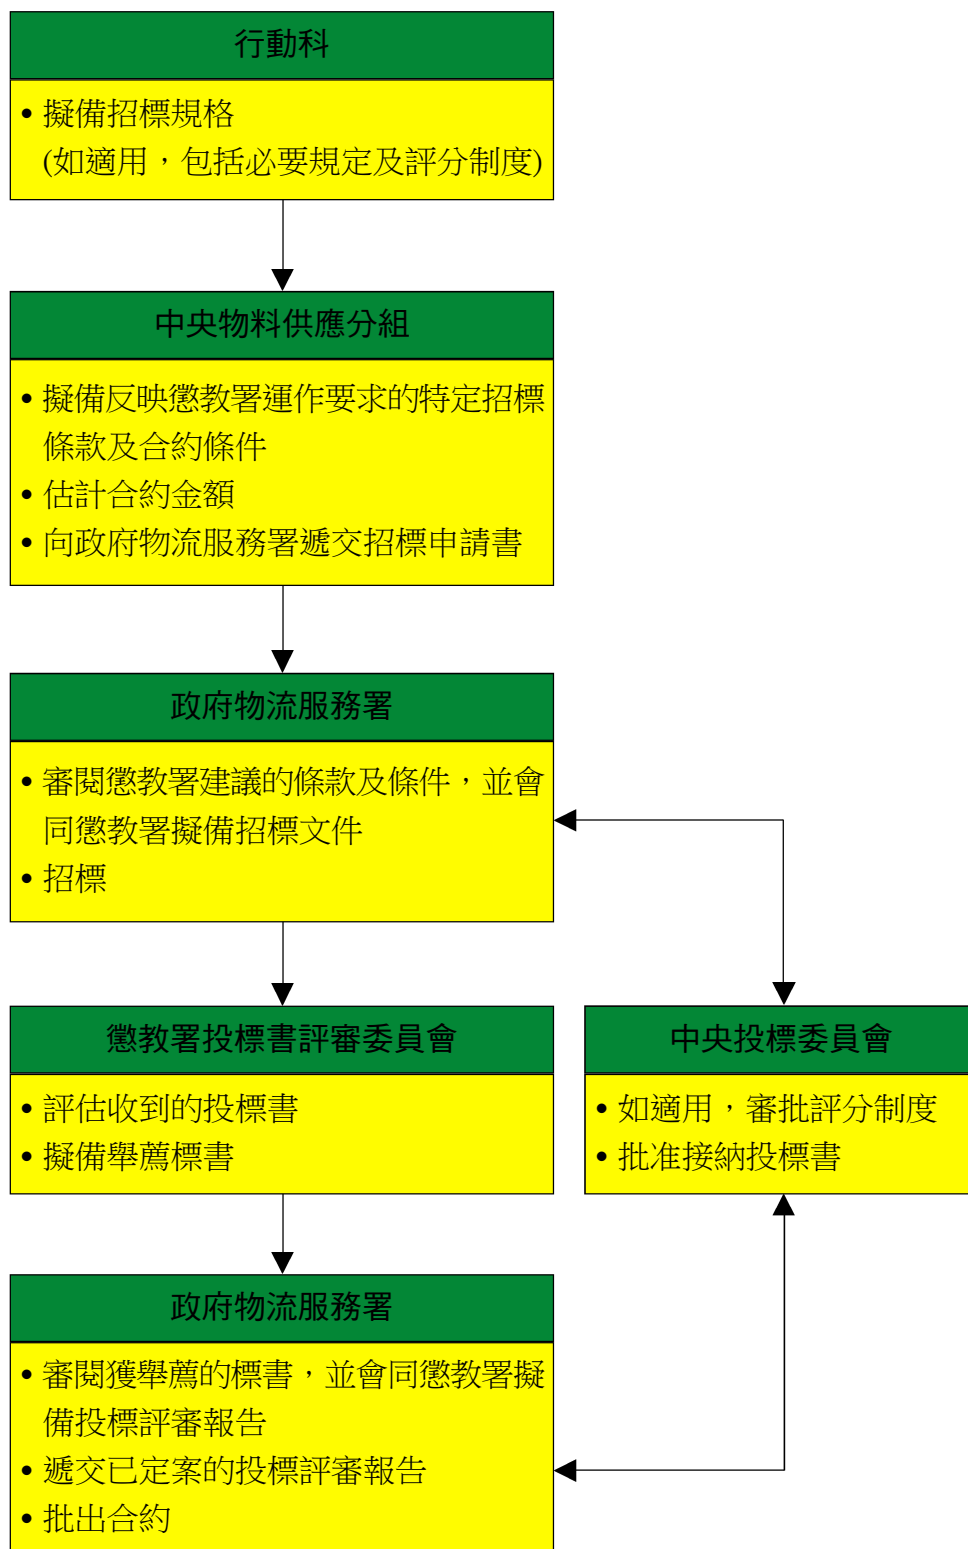 行動科
• 擬備招標規格
(如適用，包括必要規定及評分制度)
中央物料供應分組
• 擬備反映懲教署運作要求的特定招標
條款及合約條件
• 估計合約金額
• 向政府物流服務署遞交招標申請書
政府物流服務署
• 審閱懲教署建議的條款及條件，並會
同懲教署擬備招標文件
• 招標
懲教署投標書評審委員會
• 評估收到的投標書
• 擬備舉薦標書
中央投標委員會
• 如適用，審批評分制度
• 批准接納投標書
政府物流服務署
• 審閱獲舉薦的標書，並會同懲教署擬
備投標評審報告
• 遞交已定案的投標評審報告
• 批出合約